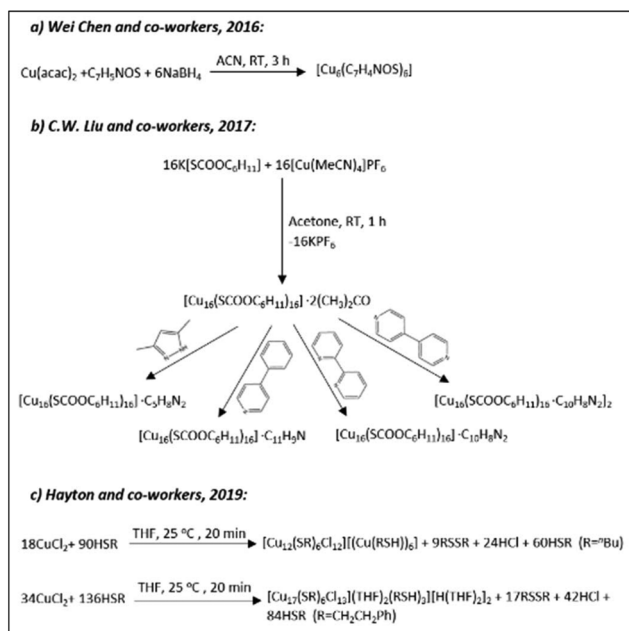 a) Wei Chen and co-workers, 2016:
ACN, RT, 3 h
Cu(acac)₂ +C₇H₅NOS + 6NaBH₄ → [Cu₆(C₇H₄NOS)₆]
b) C.W. Liu and co-workers, 2017:
16K[SCOOC₆H₁₁] + 16[Cu(MeCN)₄]PF₆
Acetone, RT, 1 h
-16KPF₆
[Cu₁₆(SCOOC₆H₁₁)₁₆]·2(CH₃)₂CO
[Cu₁₆(SCOOC₆H₁₁)₁₆]·C₅H₈N₂
[Cu₁₆(SCOOC₆H₁₁)₁₆·C₁₀H₈N₂]₂
[Cu₁₆(SCOOC₆H₁₁)₁₆]·C₁₁H₉N
[Cu₁₆(SCOOC₆H₁₁)₁₆]·C₁₀H₈N₂
c) Hayton and co-workers, 2019:
THF, 25 °C , 20 min
18CuCl₂+ 90HSR → [Cu₁₂(SR)₆Cl₁₂][(Cu(RSH))₆] + 9RSSR + 24HCl + 60HSR (R=ⁿBu)
THF, 25 °C , 20 min
34CuCl₂+ 136HSR → [Cu₁₇(SR)₆Cl₁₃](THF)₂(RSH)₃][H(THF)₂]₂ + 17RSSR + 42HCl +
84HSR (R=CH₂CH₂Ph)